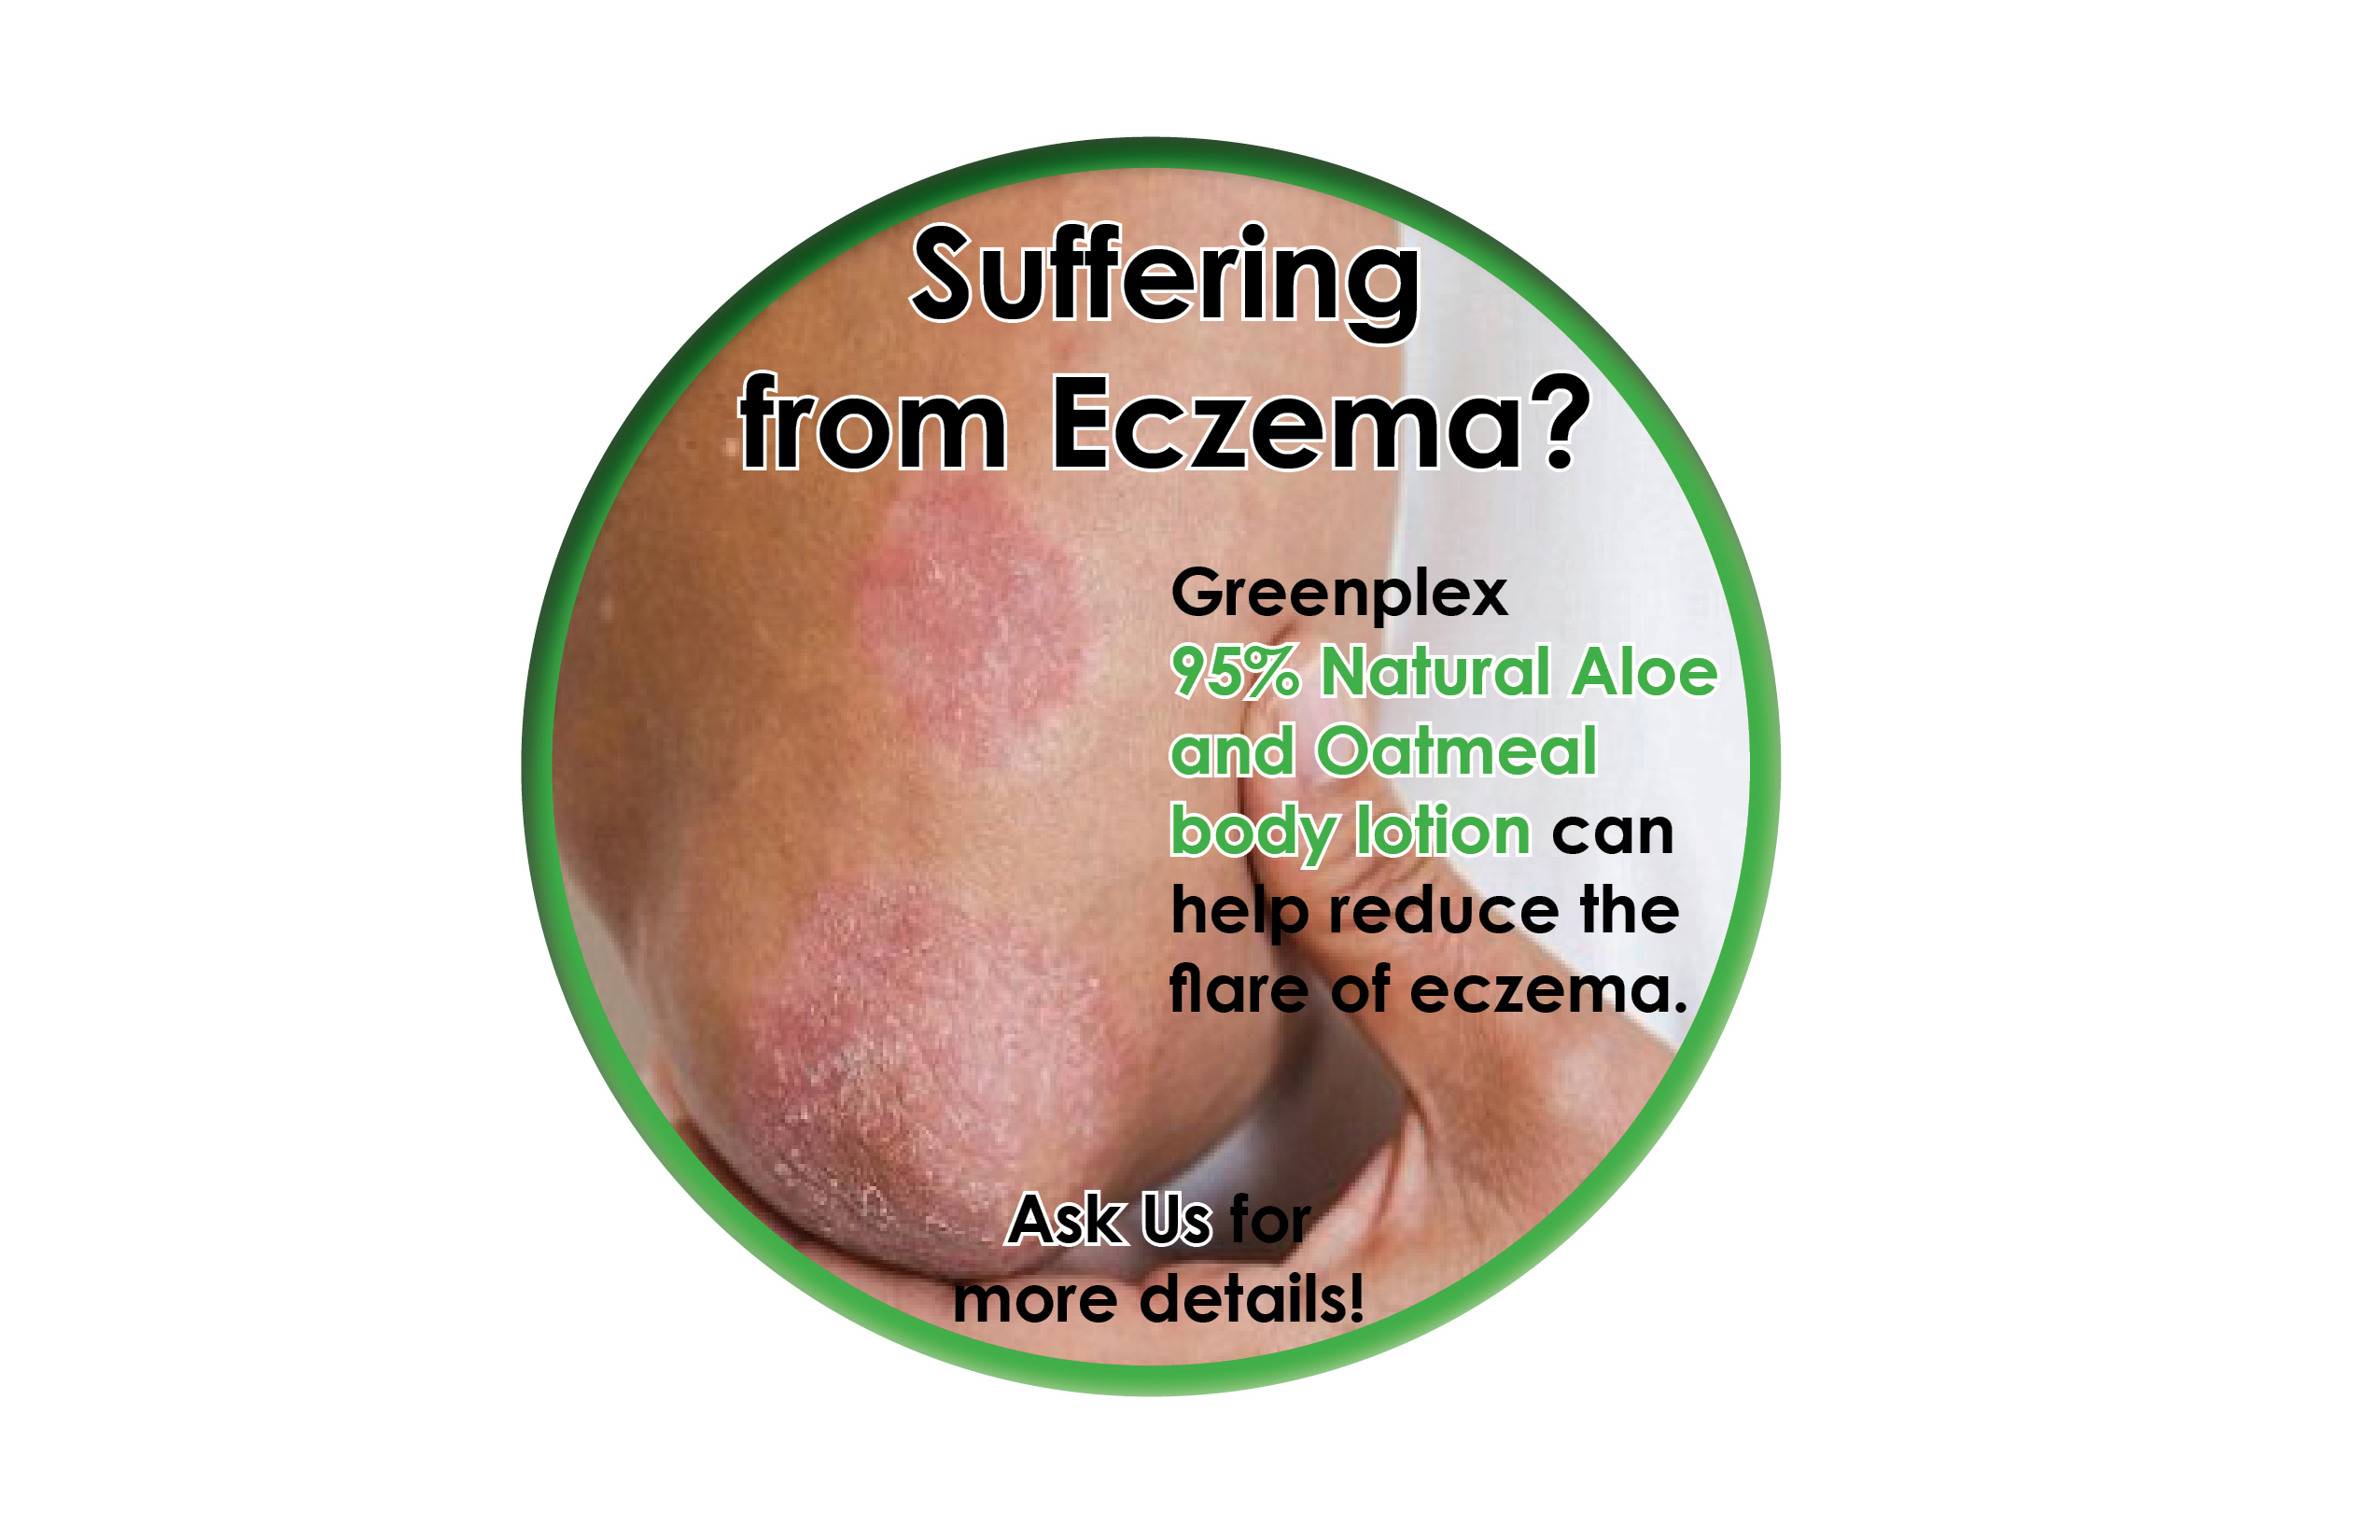 Suffering
from Eczema?
Greenplex
95% Natural Aloe
and Oatmeal
body lotion can
help reduce the
flare of eczema.
Ask Us for
more details!